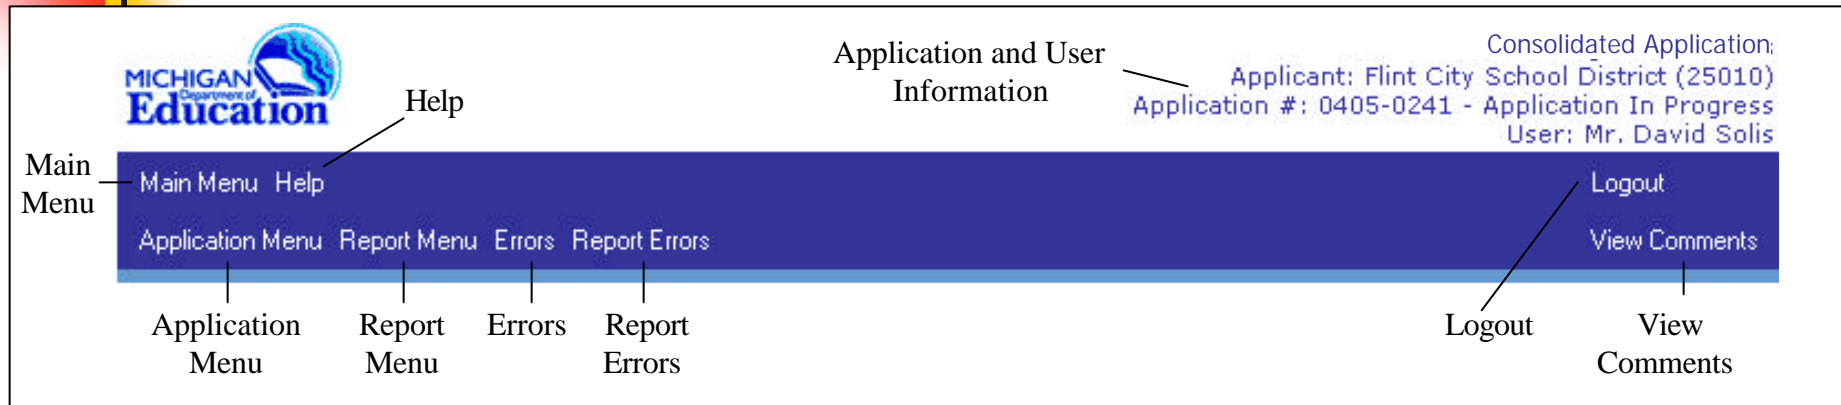 MICHIGAN
Department of
Education
Help
Application and User
Information
Consolidated Application;
Applicant: Flint City School District (25010)
Application #: 0405-0241 - Application In Progress
User: Mr. David Solis
Main
Menu
Main Menu Help
Logout
Application Menu Report Menu Errors Report Errors
View Comments
Application
Menu
Report
Menu
Errors
Report
Errors
Logout
View
Comments